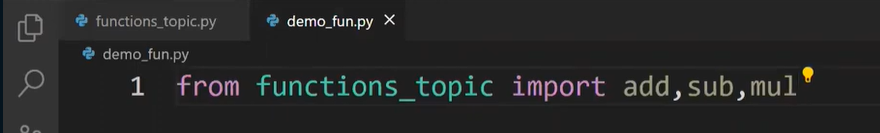 functions_topic.py demo_fun.py
demo_fun.py
1 from functions_topic import add,sub,mul